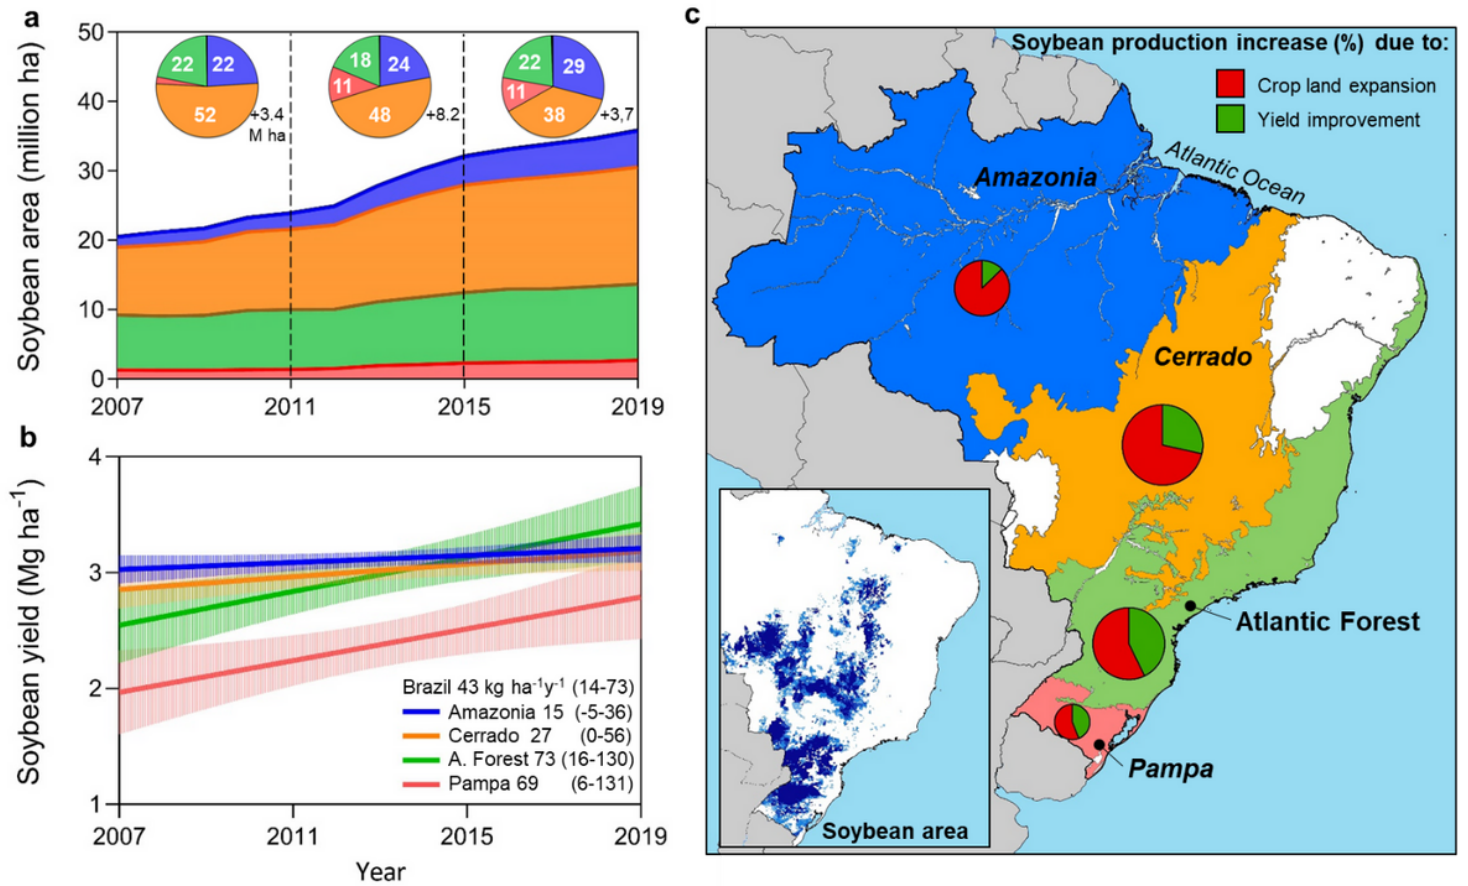 a
Soybean area (million ha)
50
40
30
20
10
0
22 22
52
+3.4
M ha
18 24
11
48
+8.2
22 29
11
38
+3,7
2007 2011 2015 2019
b
Soybean yield (Mg ha⁻¹)
4
3
2
1
Brazil 43 kg ha⁻¹y⁻¹ (14-73)
Amazonia 15 (-5-36)
Cerrado 27 (0-56)
A. Forest 73 (16-130)
Pampa 69 (6-131)
2007 2011 2015 2019
Year
c
Soybean production increase (%) due to:
Crop land expansion
Yield improvement
Atlantic Ocean
Amazonia
Cerrado
Atlantic Forest
Pampa
Soybean area